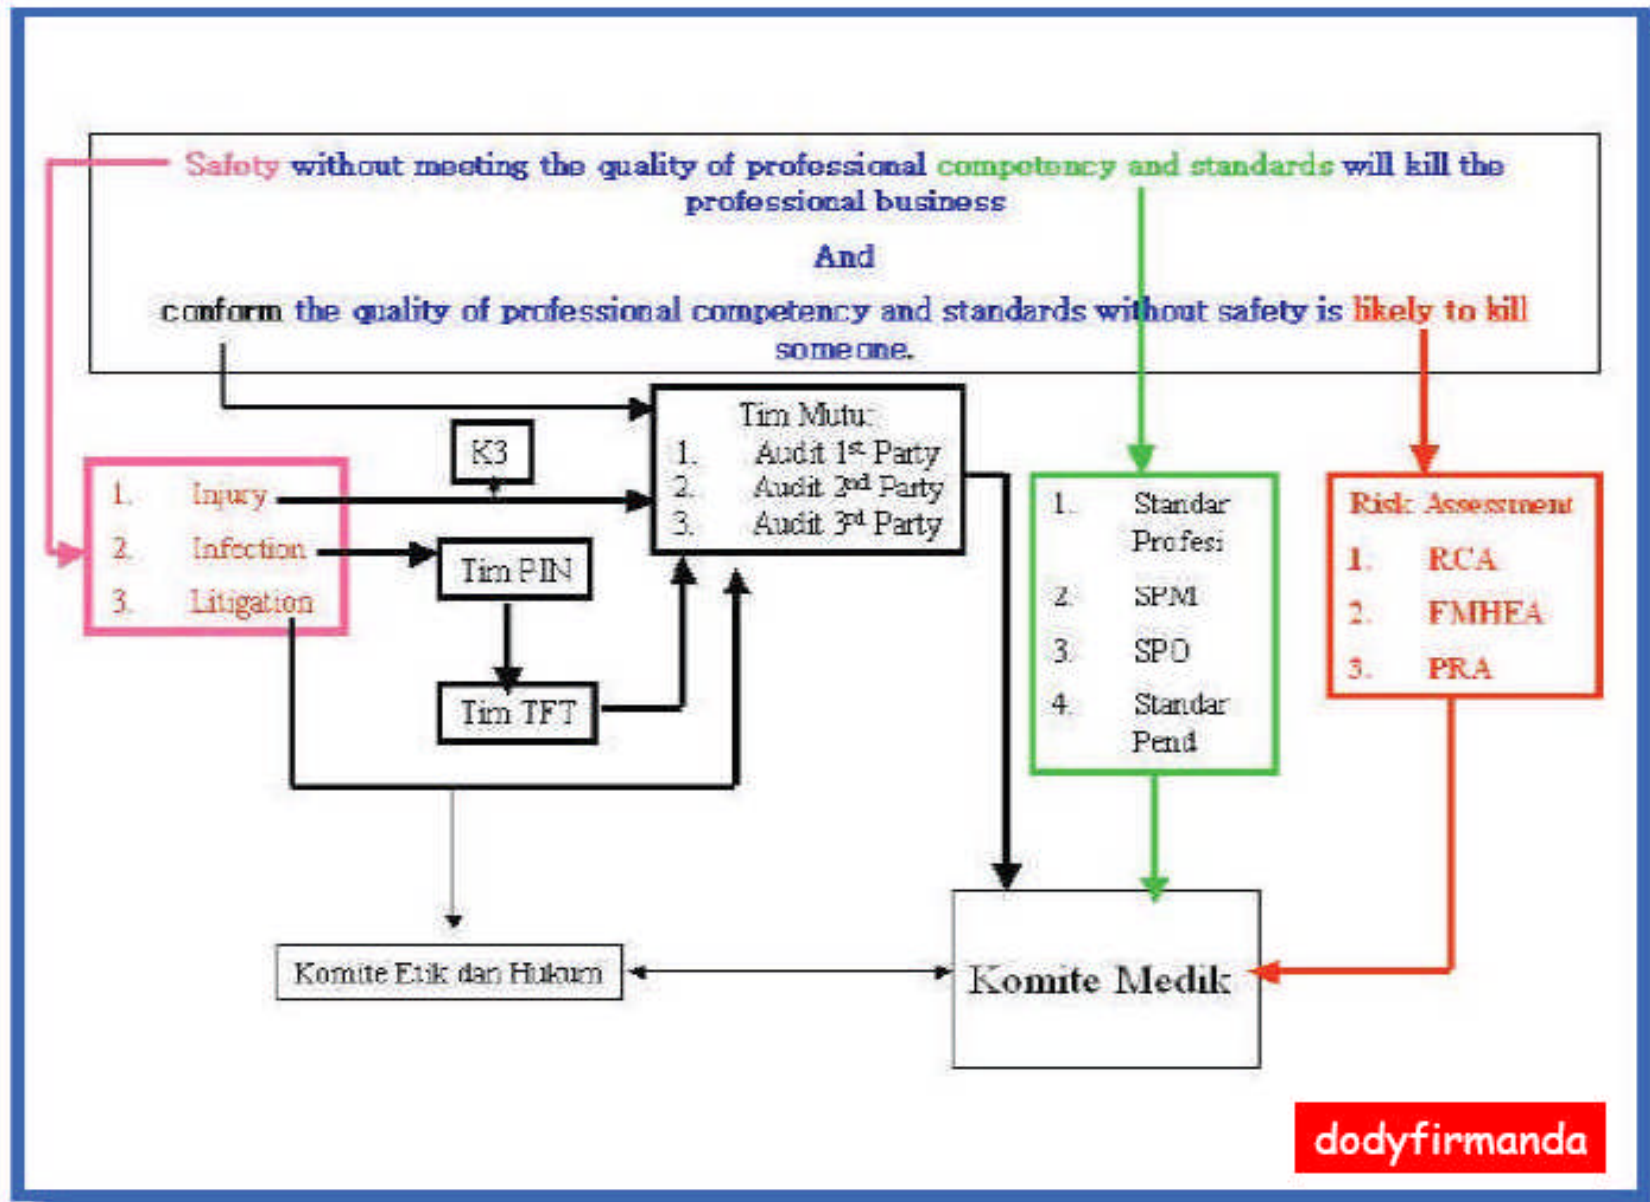 Safety without meeting the quality of professional competency and standards will kill the
professional business
And
conform the quality of professional competency and standards without safety is likely to kill
someone.
Tim Mutu:
1. Audit 1st Party
2. Audit 2nd Party
3. Audit 3rd Party
K3
1. Injury
2. Infection
3. Litigation
Tim PIN
Tim TFT
1. Standar
Profesi
2. SPM
3. SPO
4. Standar
Pend
Risk Assessment
1. RCA
2. FMHEA
3. PRA
Komite Etik dan Hukum
Komite Medik
dodyfirmanda